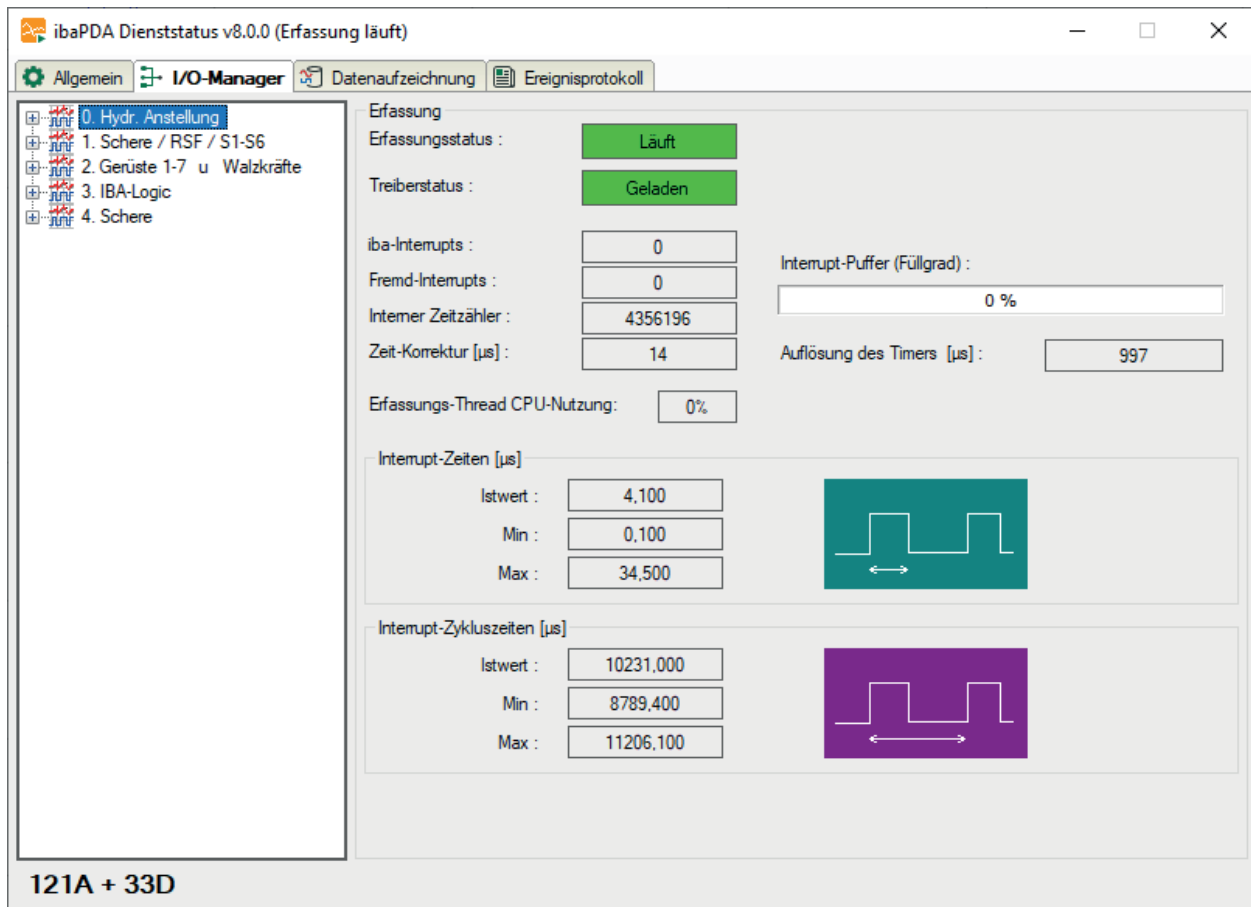 ibaPDA Dienststatus v8.0.0 (Erfassung läuft)
Allgemein I/O-Manager Datenaufzeichnung Ereignisprotokoll
0. Hydr. Anstellung
1. Schere / RSF / S1-S6
2. Gerüste 1-7 u Walzkräfte
3. IBA-Logic
4. Schere
Erfassung
Erfassungsstatus : Läuft
Treiberstatus : Geladen
iba-Interrupts : 0
Fremd-Interrupts : 0
Interner Zeitzähler : 4356196
Zeit-Korrektur [µs] : 14
Interrupt-Puffer (Füllgrad) :
0 %
Auflösung des Timers [µs] : 997
Erfassungs-Thread CPU-Nutzung: 0%
Interrupt-Zeiten [µs]
Istwert : 4,100
Min : 0,100
Max : 34,500
Interrupt-Zykluszeiten [µs]
Istwert : 10231,000
Min : 8789,400
Max : 11206,100
121A + 33D